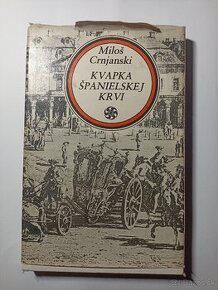 Miloš
Crnjanski
KVAPKA
ŠPANIELSKEJ
KRVI